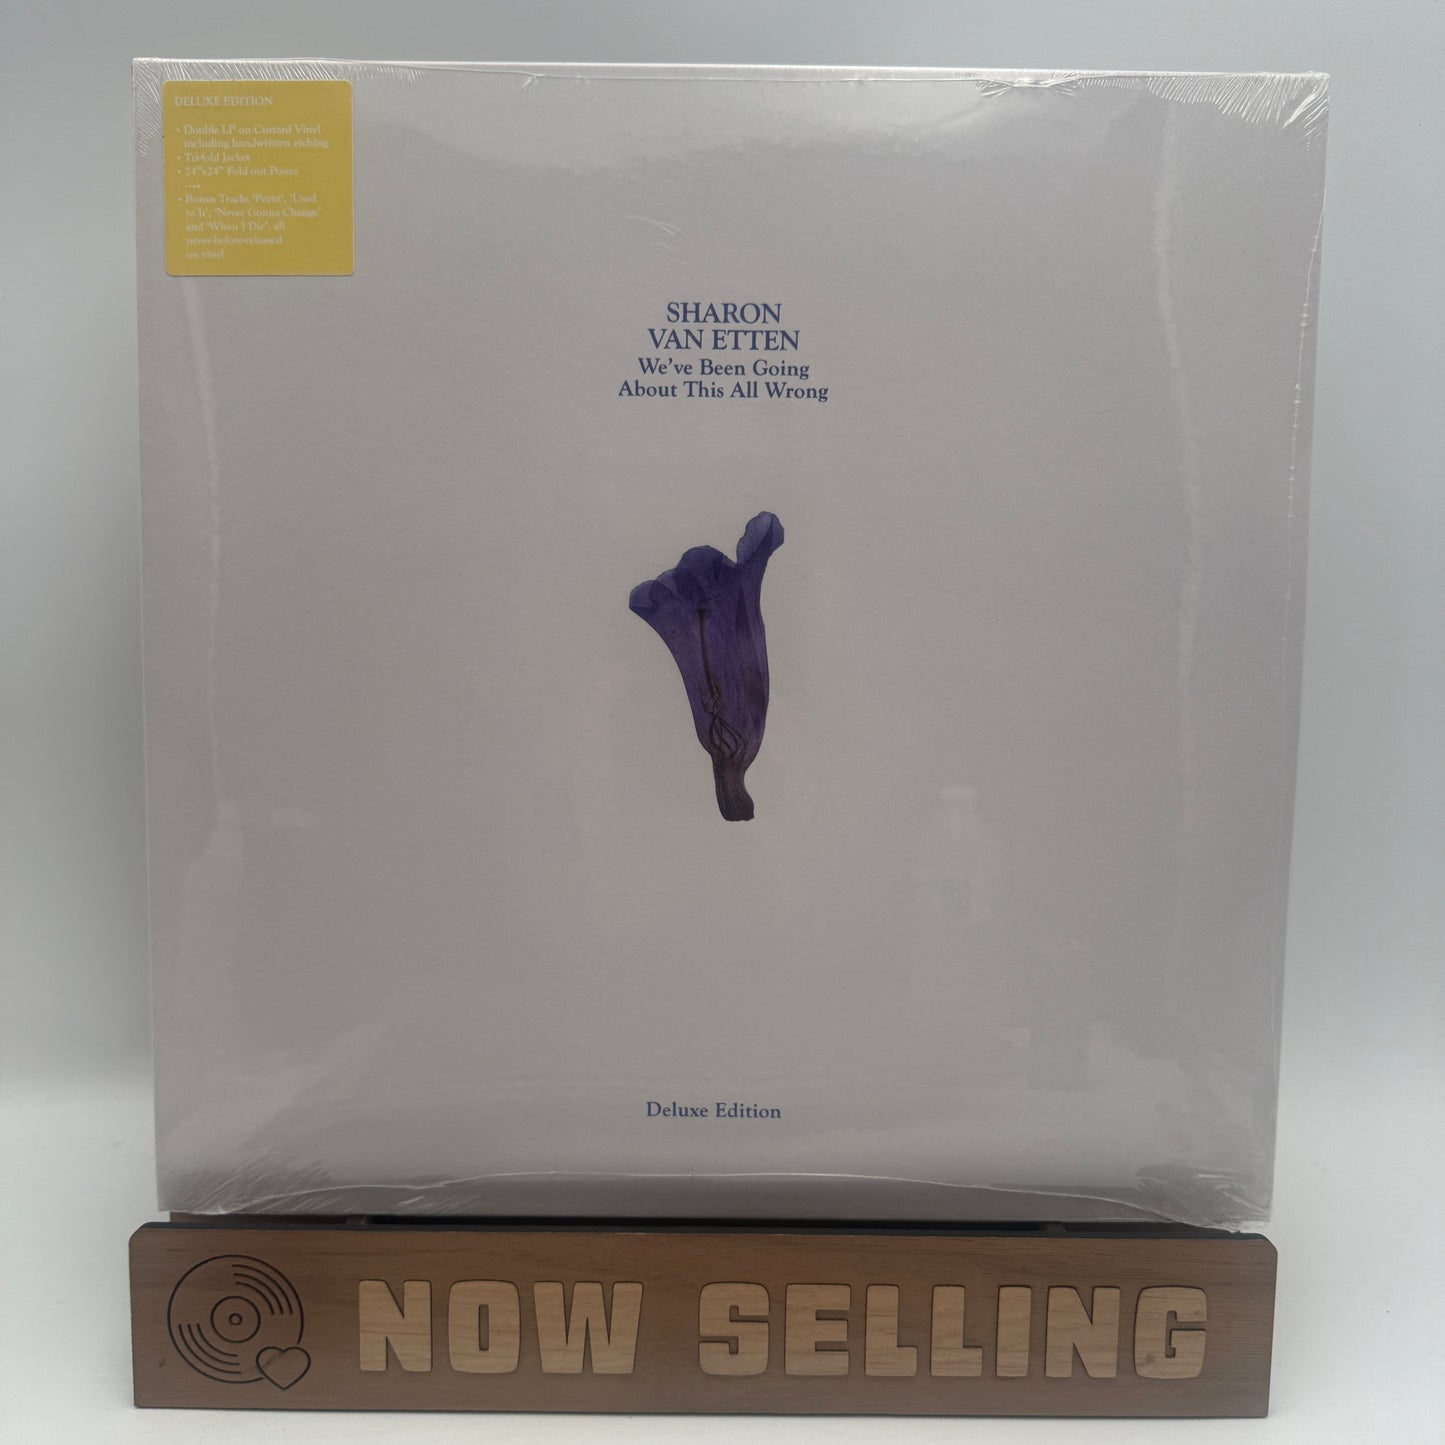 DELUXE EDITION
• Double LP on Custard Vinyl
including handwritten etching
• Tri-fold Jacket
• 24"x24" Fold out Poster
....
• Bonus Tracks 'Porta', 'Used
to It', 'Never Gonna Change'
and 'When I Die', all
never-before-released
on vinyl
SHARON
VAN ETTEN
We've Been Going
About This All Wrong
Deluxe Edition
NOW SELLING